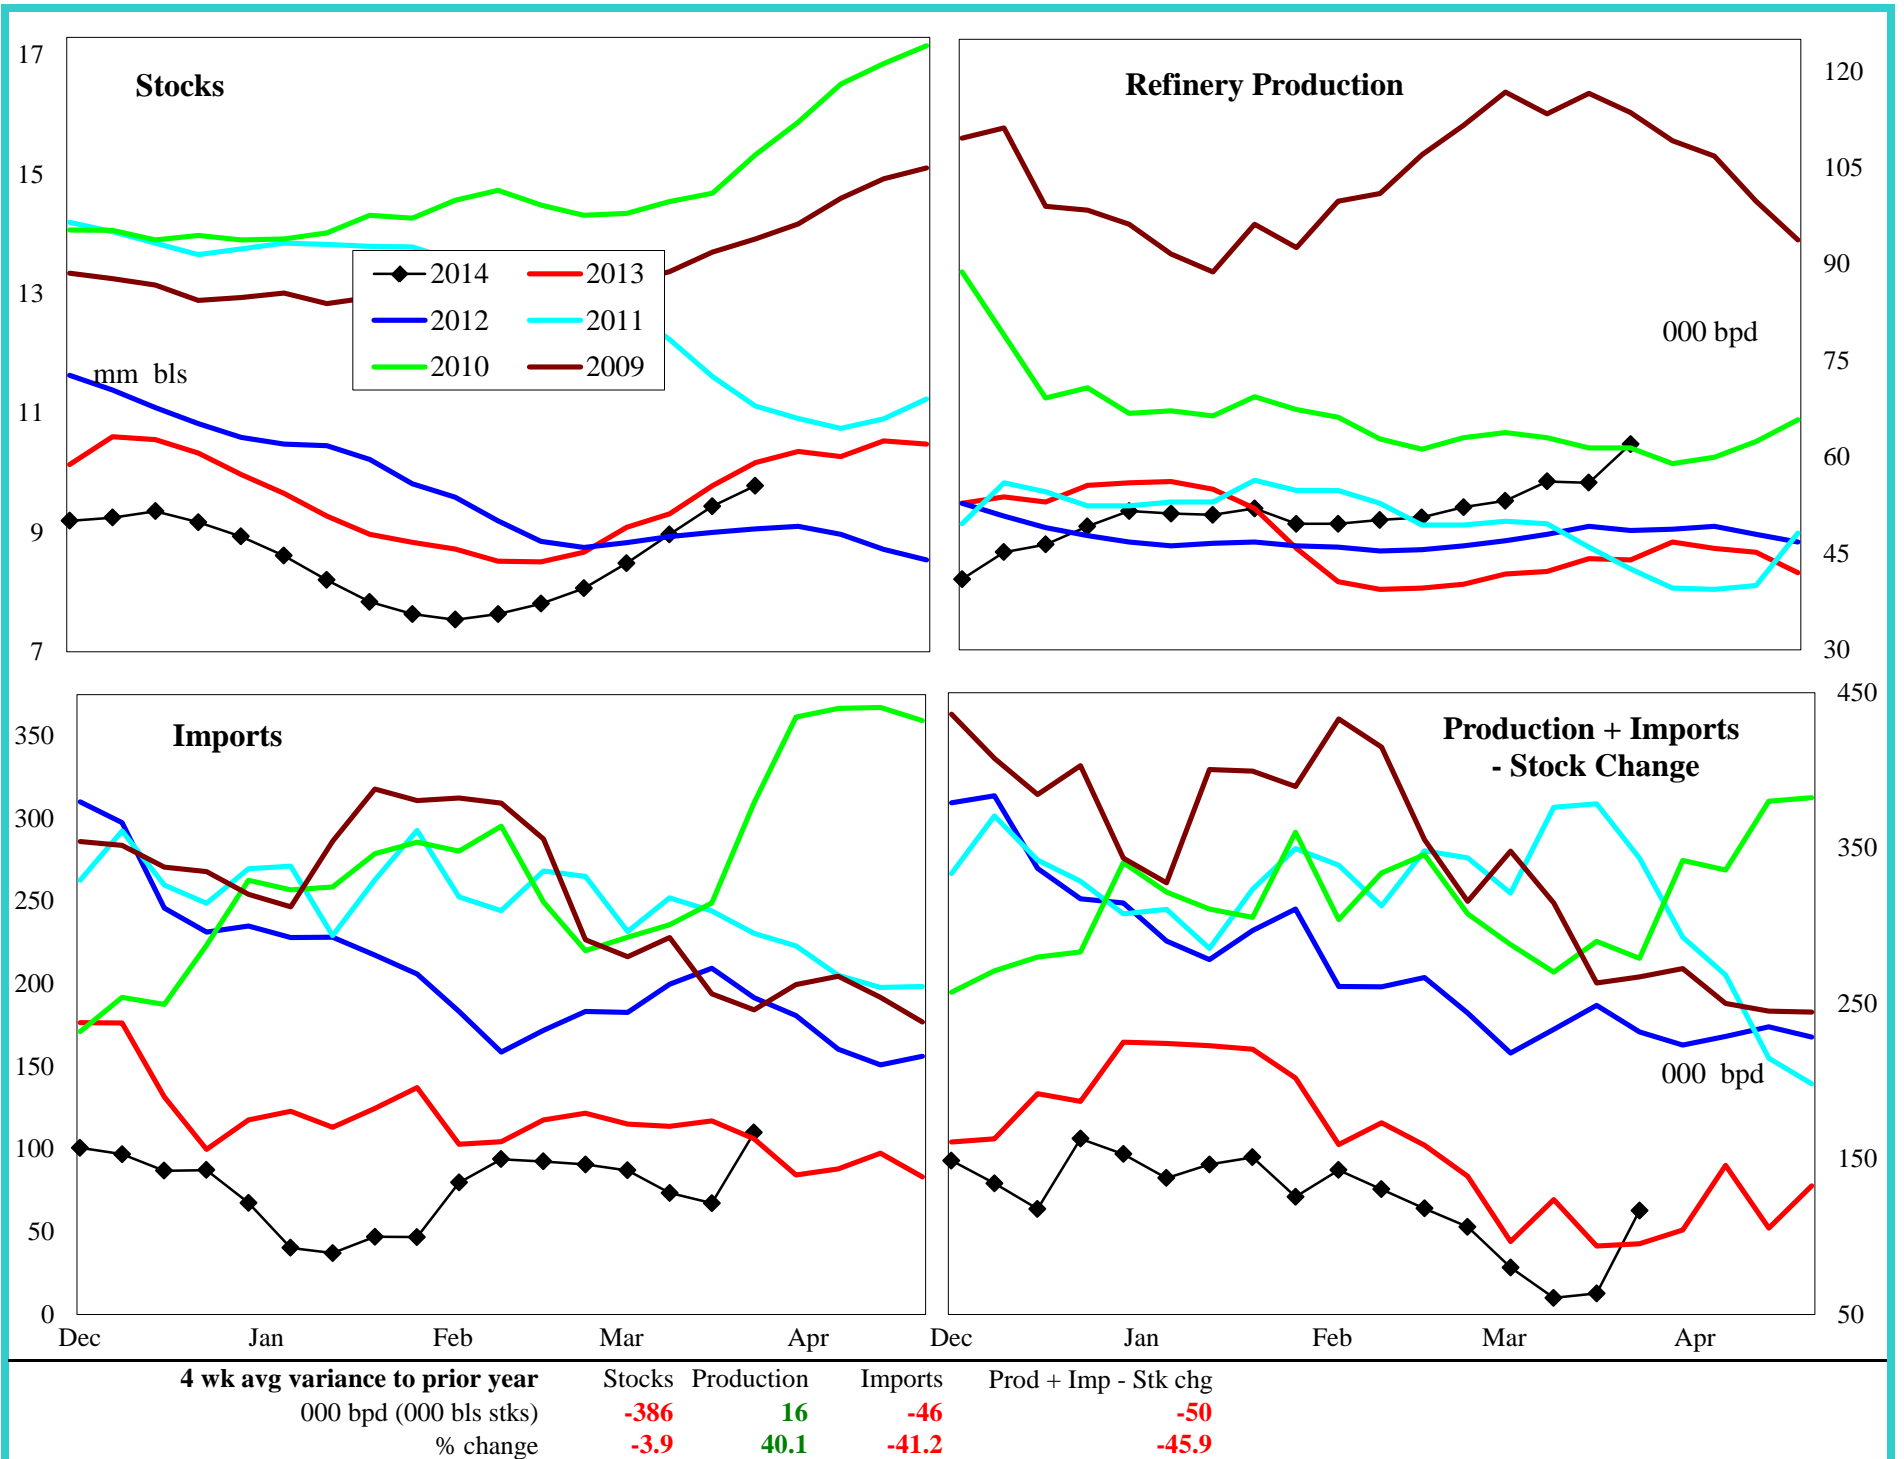 Stocks
17
15
13
11
9
7
mm bls
2014 2013
2012 2011
2010 2009
Refinery Production
120
105
90
75
60
45
30
000 bpd
Imports
350
300
250
200
150
100
50
0
Dec Jan Feb Mar Apr
Production + Imports
- Stock Change
450
350
250
150
50
000 bpd
Dec Jan Feb Mar Apr
4 wk avg variance to prior year Stocks Production Imports Prod + Imp - Stk chg
000 bpd (000 bls stks) -386 16 -46 -50
% change -3.9 40.1 -41.2 -45.9